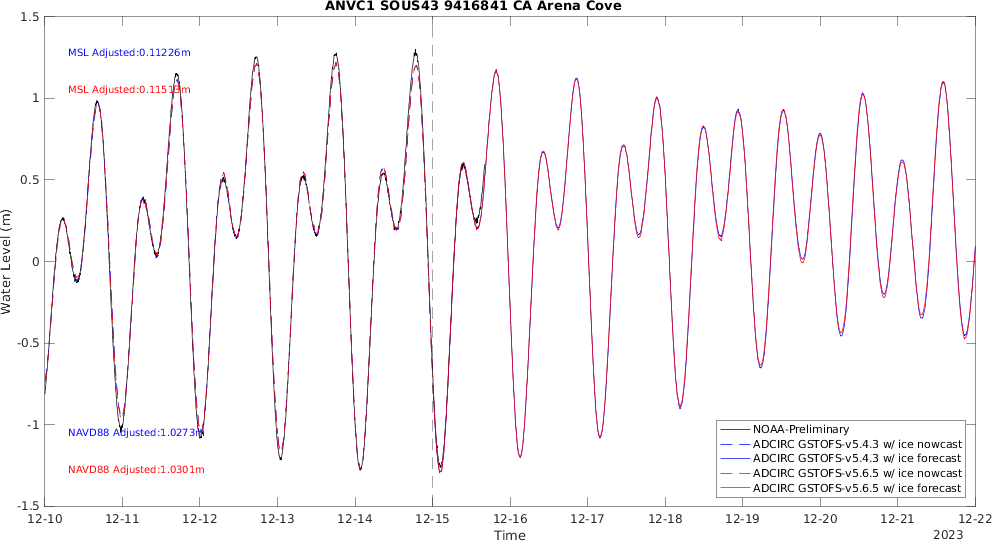 ANVC1 SOUS43 9416841 CA Arena Cove
1.5
1
0.5
0
-0.5
-1
-1.5
Water Level (m)
MSL Adjusted:0.11226m
MSL Adjusted:0.11519m
NAVD88 Adjusted:1.0273m
NAVD88 Adjusted:1.0301m
NOAA-Preliminary
ADCIRC GSTOFS-v5.4.3 w/ ice nowcast
ADCIRC GSTOFS-v5.4.3 w/ ice forecast
ADCIRC GSTOFS-v5.6.5 w/ ice nowcast
ADCIRC GSTOFS-v5.6.5 w/ ice forecast
12-10 12-11 12-12 12-13 12-14 12-15 12-16 12-17 12-18 12-19 12-20 12-21 12-22
Time
2023